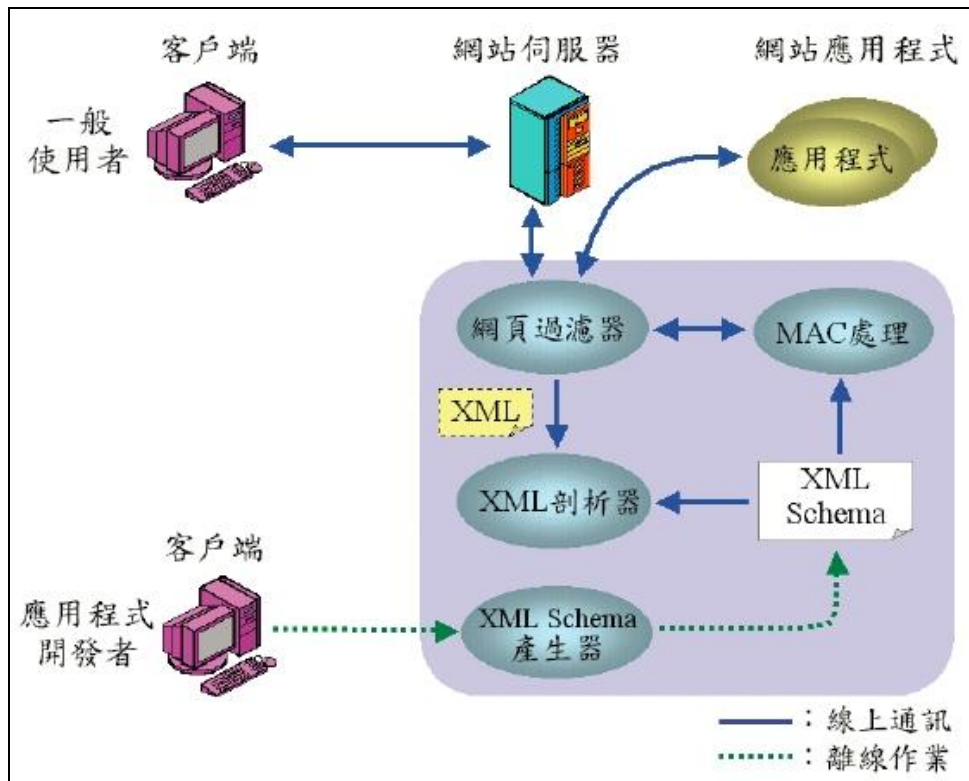 客戶端
網站伺服器
網站應用程式
一般
使用者
應用程式
網頁過濾器
MAC處理
XML
XML剖析器
XML
Schema
客戶端
應用程式
開發者
XML Schema
產生器
：線上通訊
：離線作業